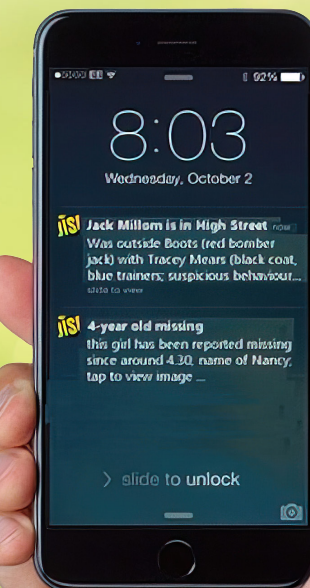 92%
8:03
Wednesday, October 2
jisi Jack Millom is in High Street now
Was outside Boots (red bomber
jack) with Tracey Mears (black coat,
blue trainers; suspicious behaviour...
slide to view
jisi 4-year old missing
this girl has been reported missing
since around 4.30, name of Nancy;
tap to view image ...
> slide to unlock